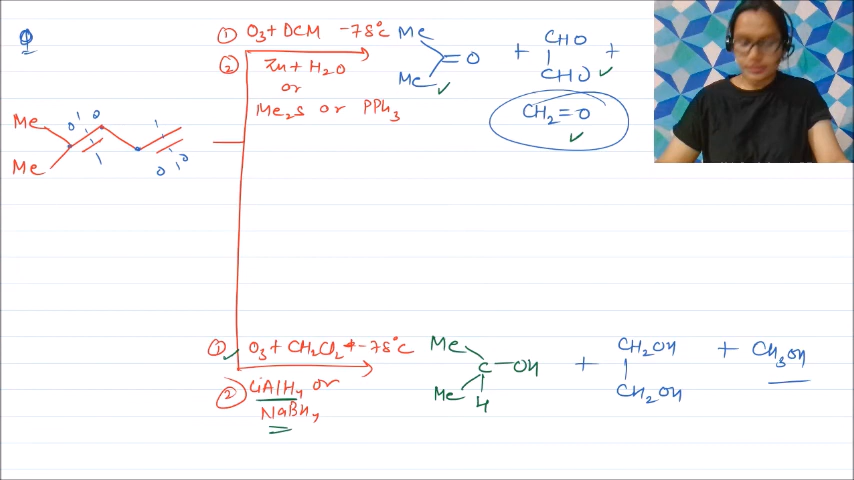 Q
① O3 + DCM -78°C
② Zn + H2O
or
Me2S or PPh3
Me
Me
=O
+ CHO
CHO
+
CH2=O
Me
Me
O O
O O
① O3 + CH2Cl2 -78°C
② LiAlH4 or
NaBH4
Me
C-OH
Me H
+ CH2OH
CH2OH
+ CH3OH